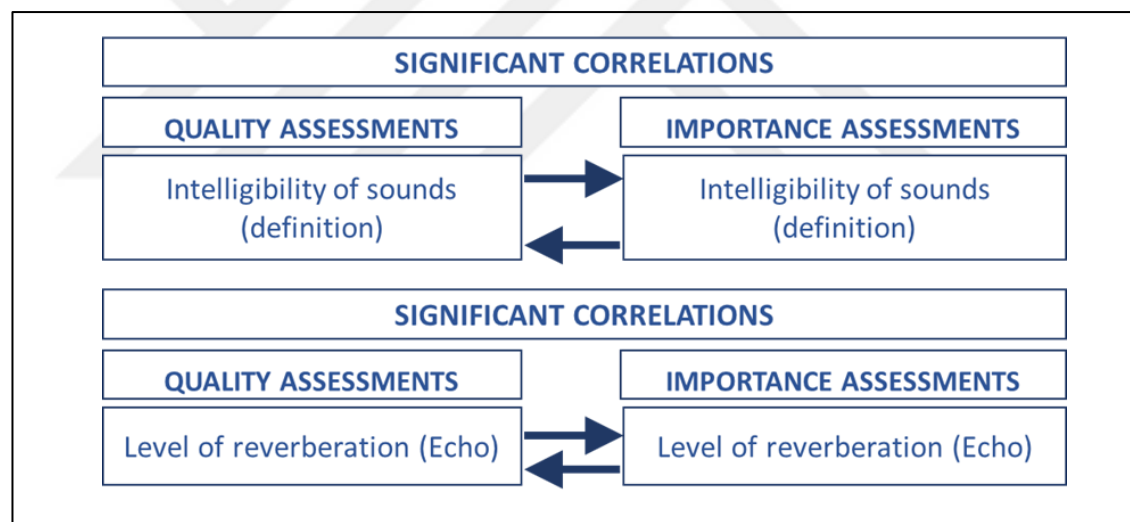 SIGNIFICANT CORRELATIONS
QUALITY ASSESSMENTS
IMPORTANCE ASSESSMENTS
Intelligibility of sounds
(definition)
Intelligibility of sounds
(definition)
SIGNIFICANT CORRELATIONS
QUALITY ASSESSMENTS
IMPORTANCE ASSESSMENTS
Level of reverberation (Echo)
Level of reverberation (Echo)